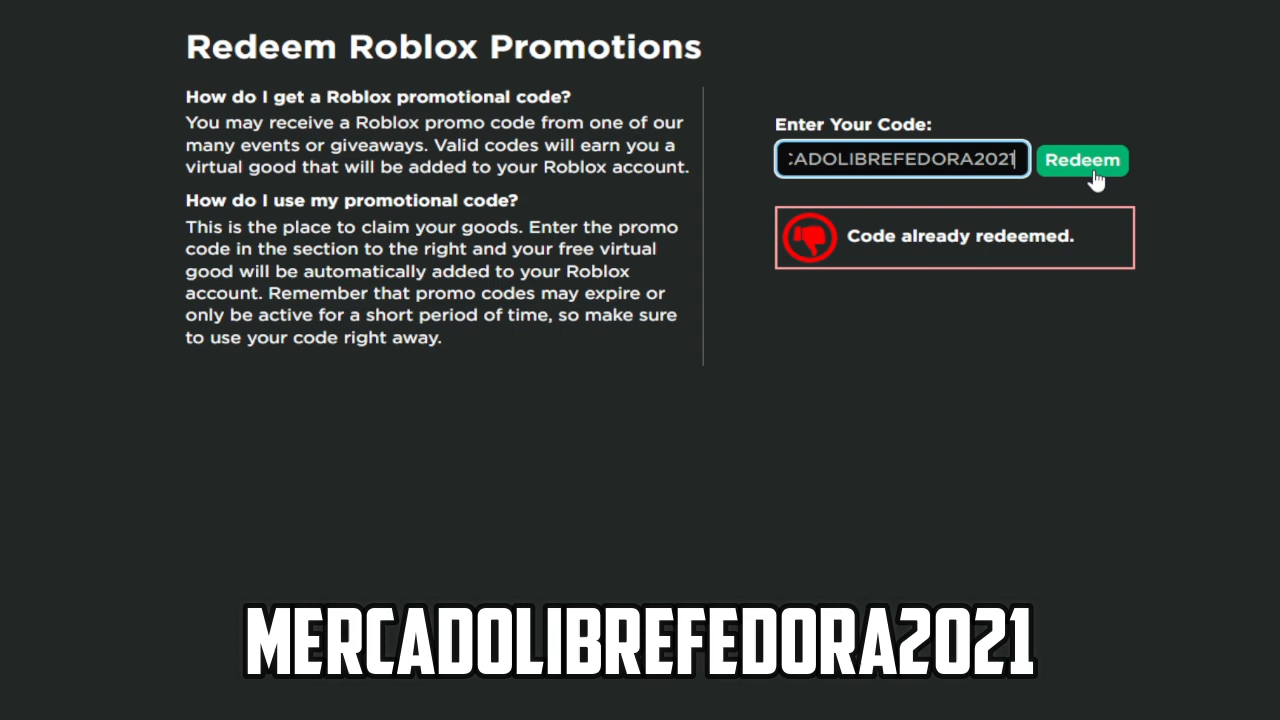 Redeem Roblox Promotions
How do I get a Roblox promotional code?
You may receive a Roblox promo code from one of our
many events or giveaways. Valid codes will earn you a
virtual good that will be added to your Roblox account.
How do I use my promotional code?
This is the place to claim your goods. Enter the promo
code in the section to the right and your free virtual
good will be automatically added to your Roblox
account. Remember that promo codes may expire or
only be active for a short period of time, so make sure
to use your code right away.
Enter Your Code:
CADOLIBREFEDORA2021
Redeem
Code already redeemed.
MERCADOLIBREFEDORA2021